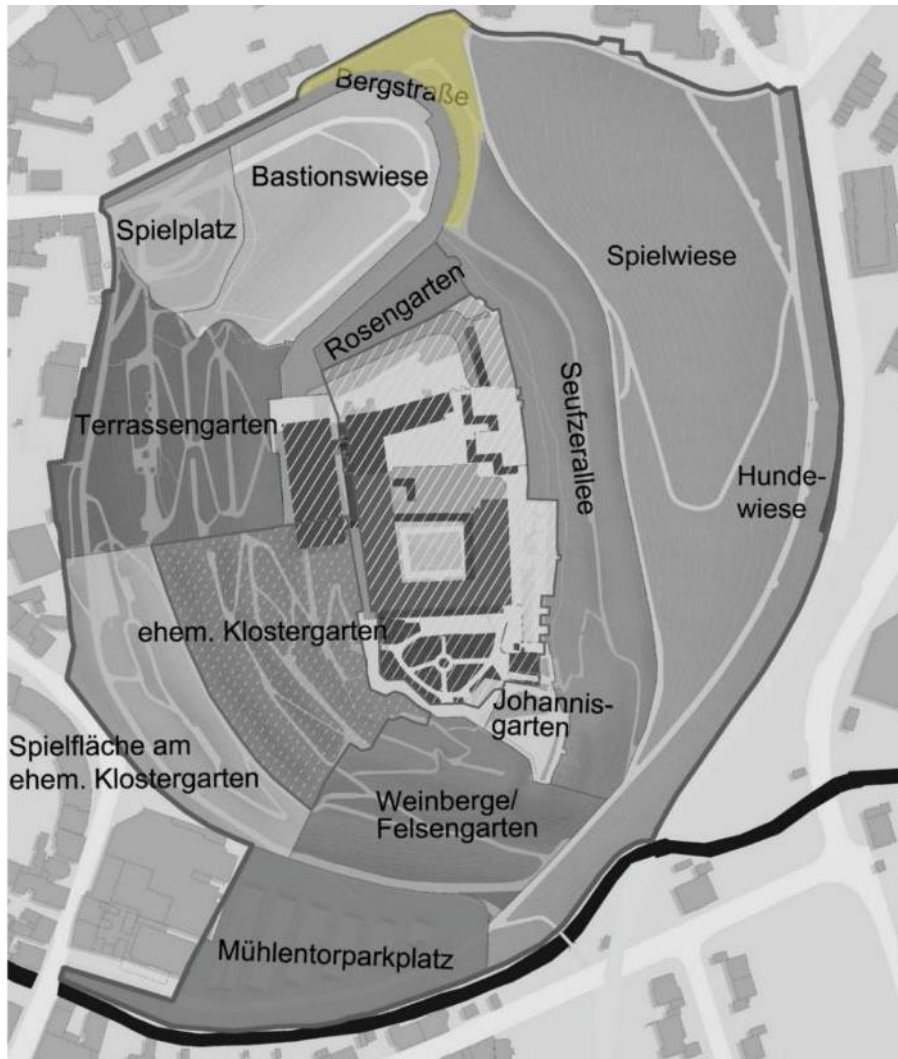 Bergstraße
Bastionswiese
Spielplatz
Spielwiese
Rosengarten
Seufzerallee
Terrassengarten
Hunde-
wiese
ehem. Klostergarten
Johannis-
garten
Spielfläche am
ehem. Klostergarten
Weinberge/
Felsengarten
Mühlentorparkplatz